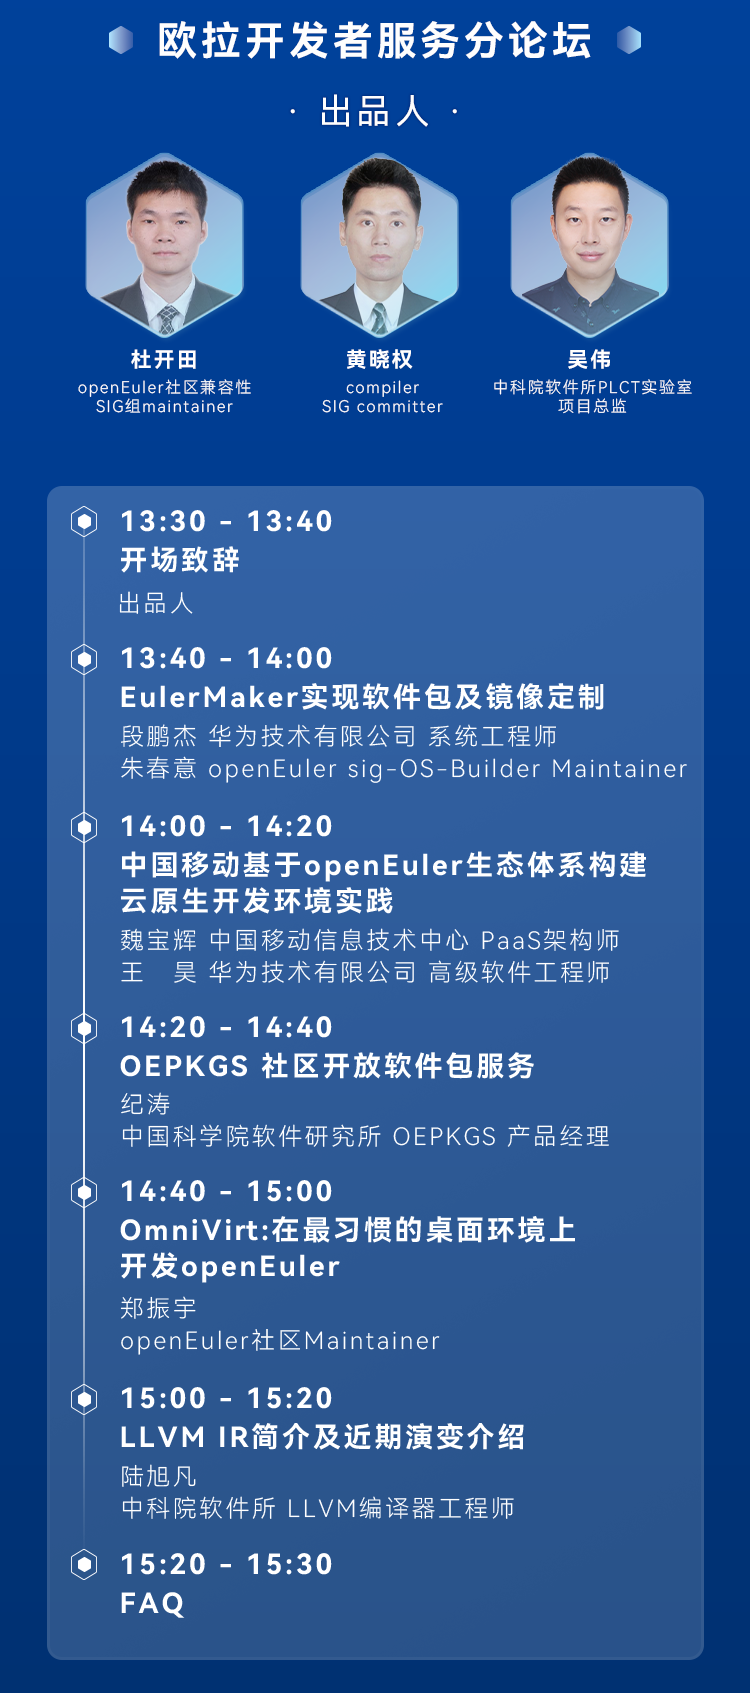 欧拉开发者服务分论坛
· 出品人 ·
杜开田
openEuler社区兼容性
SIG组maintainer
黄晓权
compiler
SIG committer
吴伟
中科院软件所PLCT实验室
项目总监
13:30 - 13:40
开场致辞
出品人
13:40 - 14:00
EulerMaker实现软件包及镜像定制
段鹏杰 华为技术有限公司 系统工程师
朱春意 openEuler sig-OS-Builder Maintainer
14:00 - 14:20
中国移动基于openEuler生态体系构建
云原生开发环境实践
魏宝辉 中国移动信息技术中心 PaaS架构师
王　昊 华为技术有限公司 高级软件工程师
14:20 - 14:40
OEPKGS 社区开放软件包服务
纪涛
中国科学院软件研究所 OEPKGS 产品经理
14:40 - 15:00
OmniVirt:在最习惯的桌面环境上
开发openEuler
郑振宇
openEuler社区Maintainer
15:00 - 15:20
LLVM IR简介及近期演变介绍
陆旭凡
中科院软件所 LLVM编译器工程师
15:20 - 15:30
FAQ